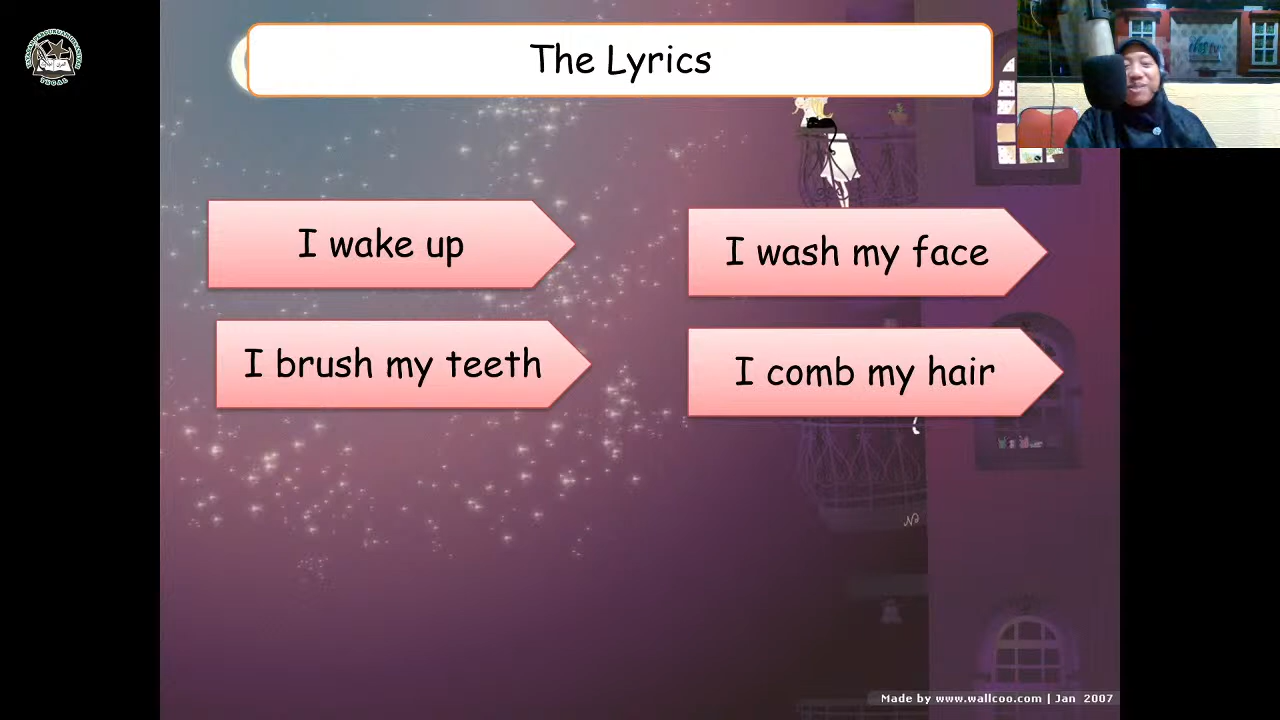 The Lyrics
I wake up
I wash my face
I brush my teeth
I comb my hair
Made by www.wallcoo.com | Jan 2007